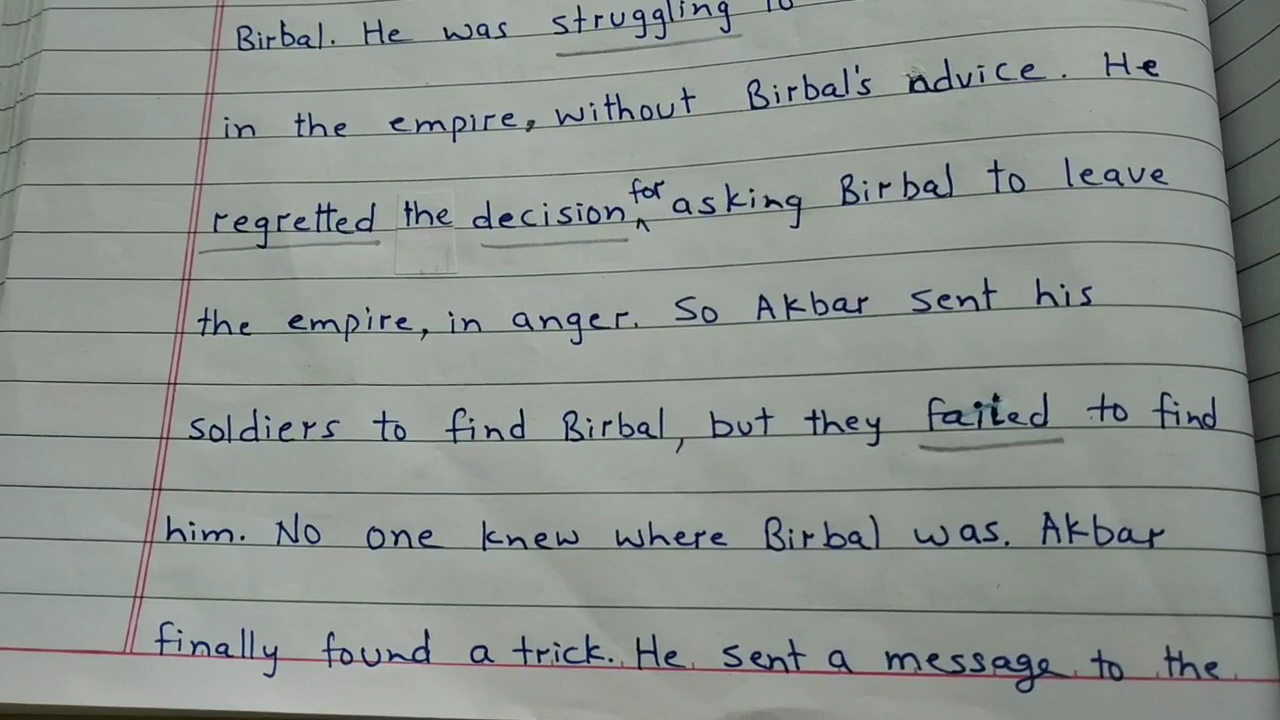 Birbal. He was struggling to
in the empire, without Birbal's advice. He
regretted the decision for asking Birbal to leave
the empire, in anger. So Akbar sent his
soldiers to find Birbal, but they failed to find
him. No one knew where Birbal was. Akbar
finally found a trick. He sent a message to the